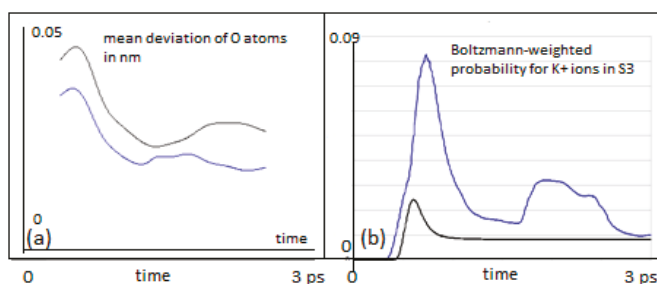 0.05
mean deviation of O atoms
in nm
0
(a)
time
0
time
3 ps
0.09
Boltzmann-weighted
probability for K+ ions in S3
0
(b)
0
time
3 ps